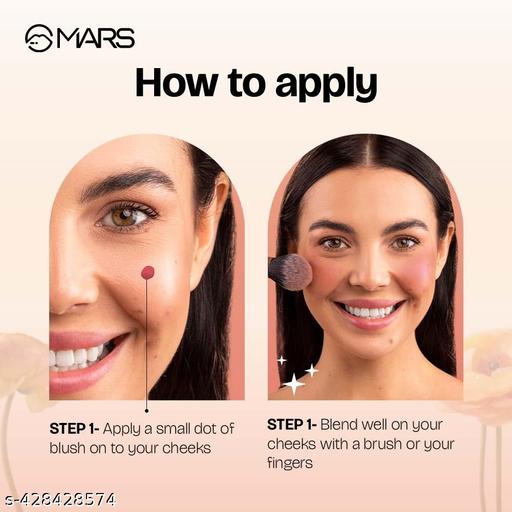 MARS
How to apply
STEP 1- Apply a small dot of
blush on to your cheeks
STEP 1- Blend well on your
cheeks with a brush or your
fingers
s-428428574